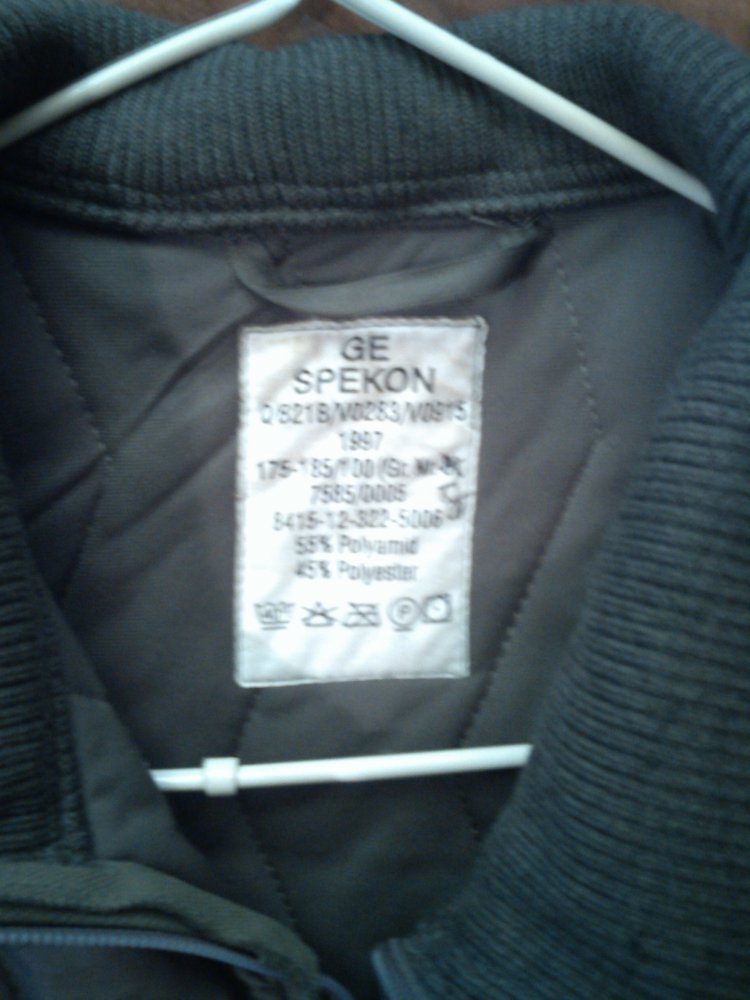 GE
SPEKON
Q/821B/V0283/V0915
1997
175-185/100 (Gr. Nr.
7585/0005
8415-12-322-5006
55% Polyamid
45% Polyester